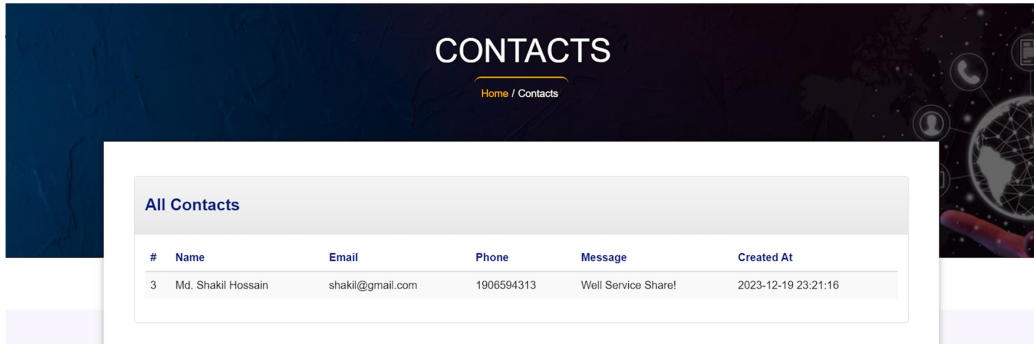 CONTACTS
Home / Contacts
All Contacts
# Name Email Phone Message Created At
3 Md. Shakil Hossain shakil@gmail.com 1906594313 Well Service Share! 2023-12-19 23:21:16